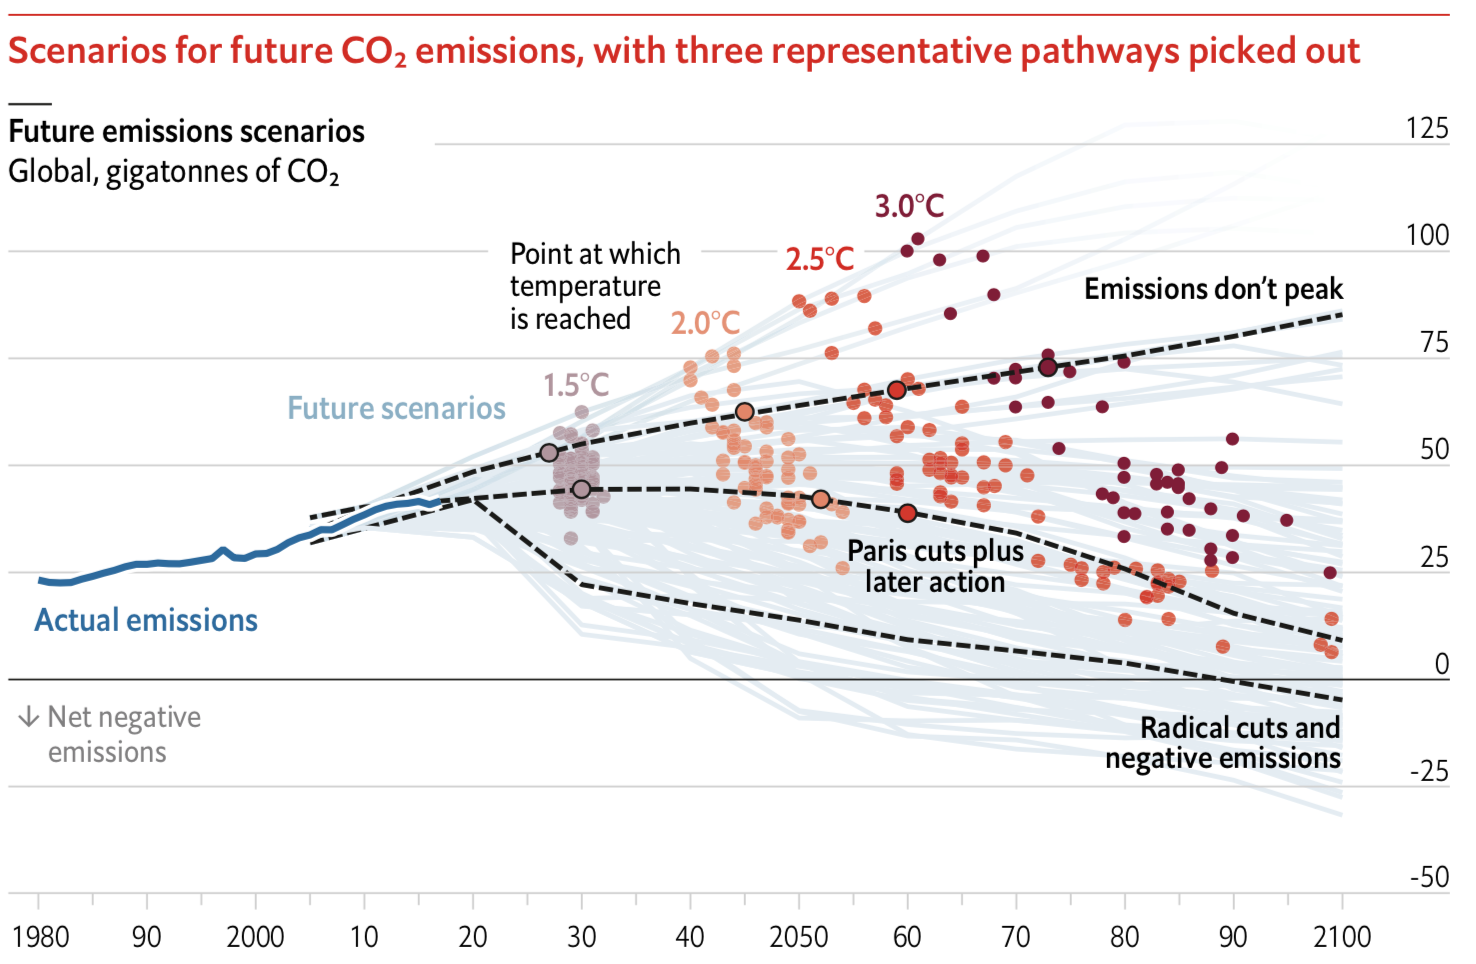 Scenarios for future CO₂ emissions, with three representative pathways picked out
Future emissions scenarios
Global, gigatonnes of CO₂
125
100
75
50
25
0
-25
-50
3.0°C
2.5°C
2.0°C
1.5°C
Point at which
temperature
is reached
Emissions don’t peak
Future scenarios
Paris cuts plus
later action
Actual emissions
↓ Net negative
emissions
Radical cuts and
negative emissions
1980 90 2000 10 20 30 40 2050 60 70 80 90 2100